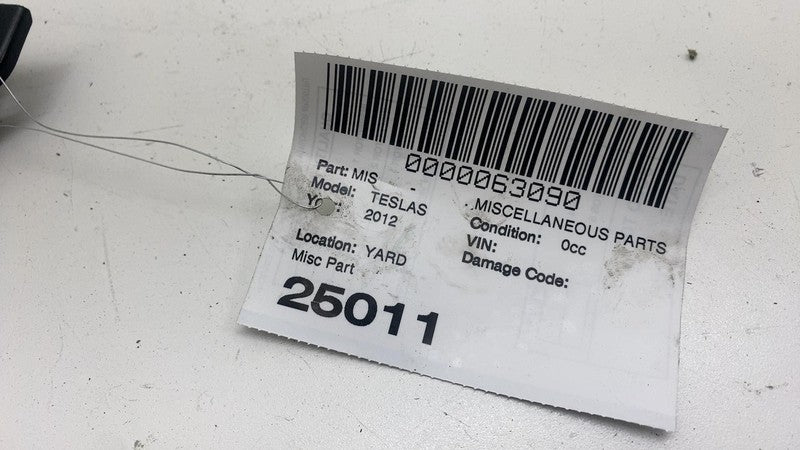 0000063090
Part: MIS - . MISCELLANEOUS PARTS
Model: TESLAS Condition: 0cc
2012 VIN:
Location: YARD Damage Code:
Misc Part
25011